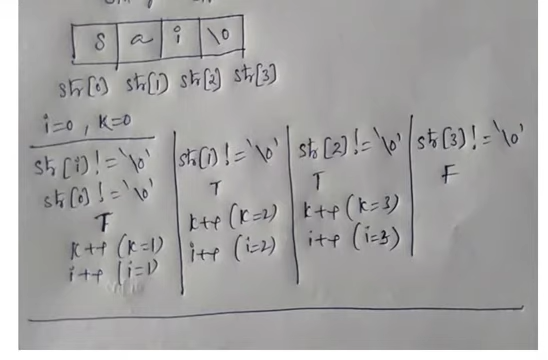 s a i \0
str[0] str[1] str[2] str[3]
i=0, k=0
str[i]!='\0'
str[0]!='\0'
T
k++ (k=1)
i++ (i=1)
str[1]!='\0'
T
k++ (k=2)
i++ (i=2)
str[2]!='\0'
T
k++ (k=3)
i++ (i=3)
str[3]!='\0'
F